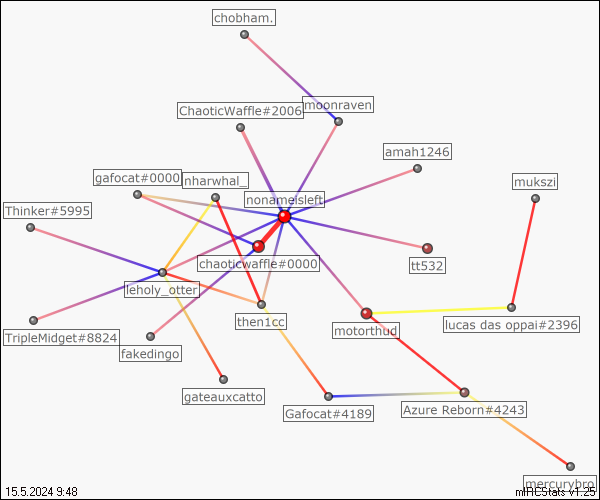 chobham.
ChaoticWaffle#2006
moonraven
amah1246
gafocat#0000
nharwhal_
mukszi
nonameisleft
Thinker#5995
chaoticwaffle#0000
tt532
leholy_otter
then1cc
motorthud
lucas das oppai#2396
TripleMidget#8824
fakedingo
gateauxcatto
Gafocat#4189
Azure Reborn#4243
mercurybro
15.5.2024 9:48
mIRCStats v1.25